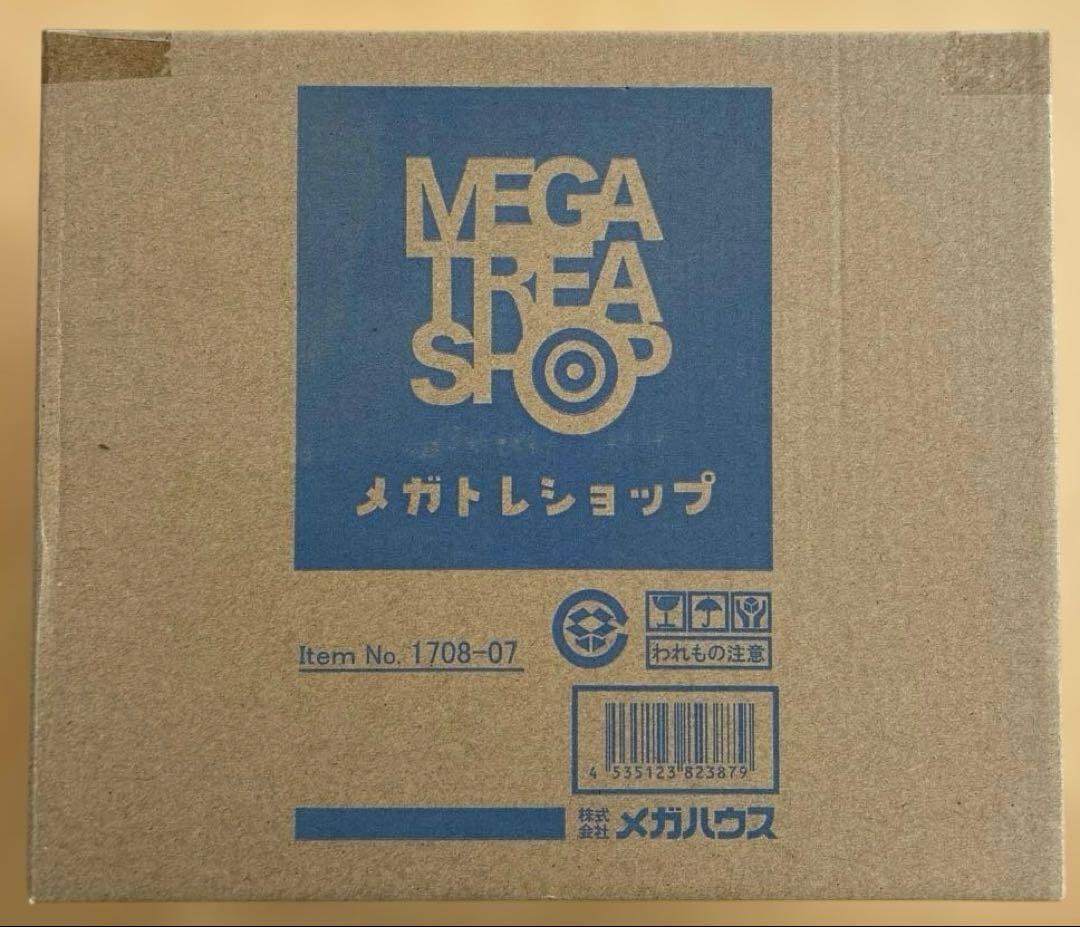 MEGA
TREA
SHOP
メガトレショップ
Item No. 1708-07
われもの注意
4 535123 823879
株式会社 メガハウス